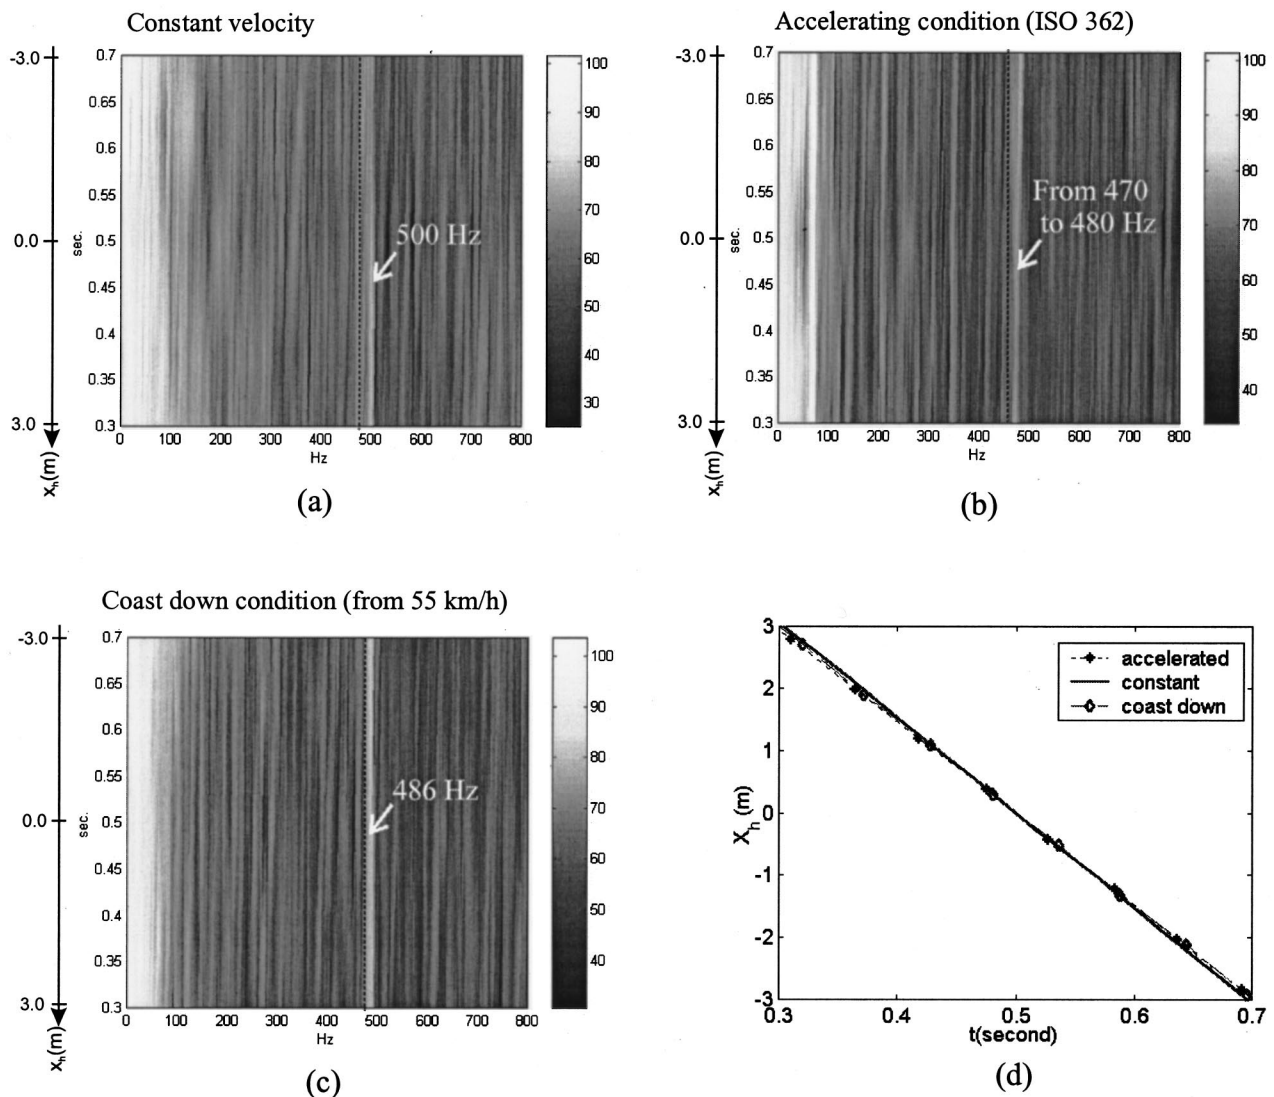 Constant velocity
-3.0
0.0
3.0
x_h(m)
sec.
0.7
0.65
0.6
0.55
0.5
0.45
0.4
0.35
0.3
500 Hz
0 100 200 300 400 500 600 700 800
Hz
100
90
80
70
60
50
40
30
(a)
Accelerating condition (ISO 362)
-3.0
0.0
3.0
x_h(m)
sec.
0.7
0.65
0.6
0.55
0.5
0.45
0.4
0.35
0.3
From 470
to 480 Hz
0 100 200 300 400 500 600 700 800
Hz
100
90
80
70
60
50
40
(b)
Coast down condition (from 55 km/h)
-3.0
0.0
3.0
x_h(m)
sec.
0.7
0.65
0.6
0.55
0.5
0.45
0.4
0.35
0.3
486 Hz
0 100 200 300 400 500 600 700 800
Hz
100
90
80
70
60
50
40
(c)
X_h (m)
3
2
1
0
-1
-2
-3
accelerated
constant
coast down
0.3 0.4 0.5 0.6 0.7
t(second)
(d)